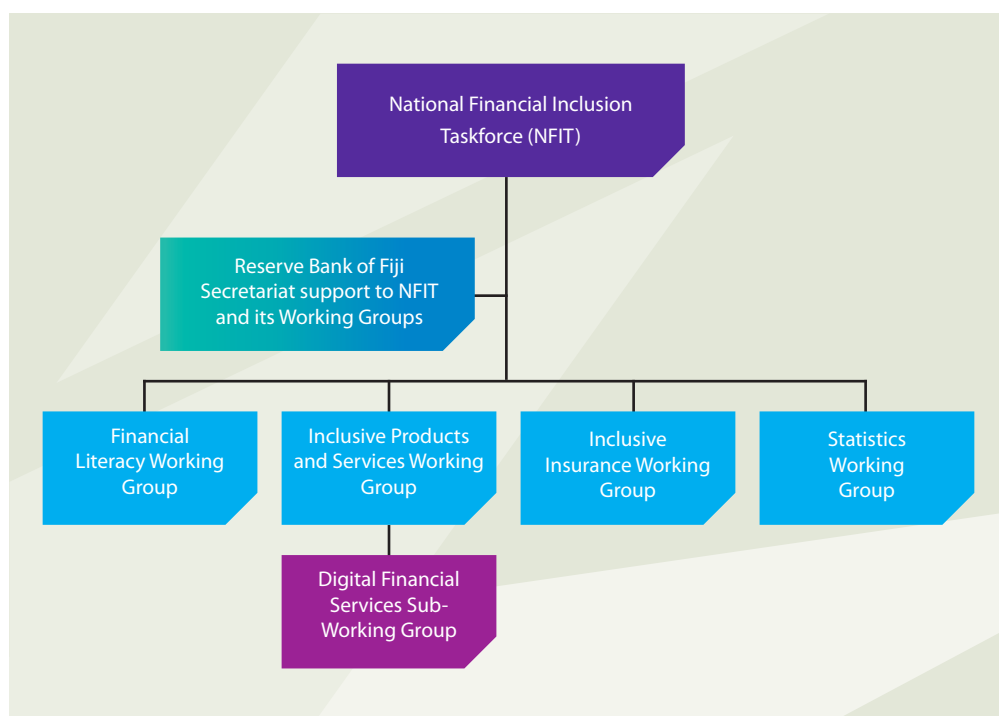 National Financial Inclusion
Taskforce (NFIT)
Reserve Bank of Fiji
Secretariat support to NFIT
and its Working Groups
Financial
Literacy Working
Group
Inclusive Products
and Services Working
Group
Inclusive
Insurance Working
Group
Statistics
Working
Group
Digital Financial
Services Sub-
Working Group